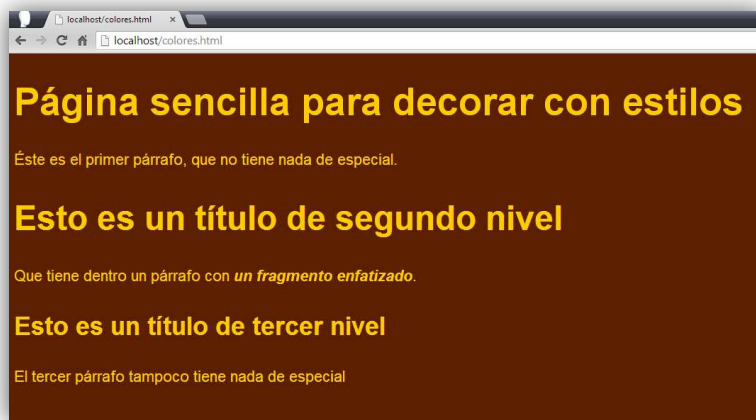 localhost/colores.html
localhost/colores.html
Página sencilla para decorar con estilos
Éste es el primer párrafo, que no tiene nada de especial.
Esto es un título de segundo nivel
Que tiene dentro un párrafo con un fragmento enfatizado.
Esto es un título de tercer nivel
El tercer párrafo tampoco tiene nada de especial